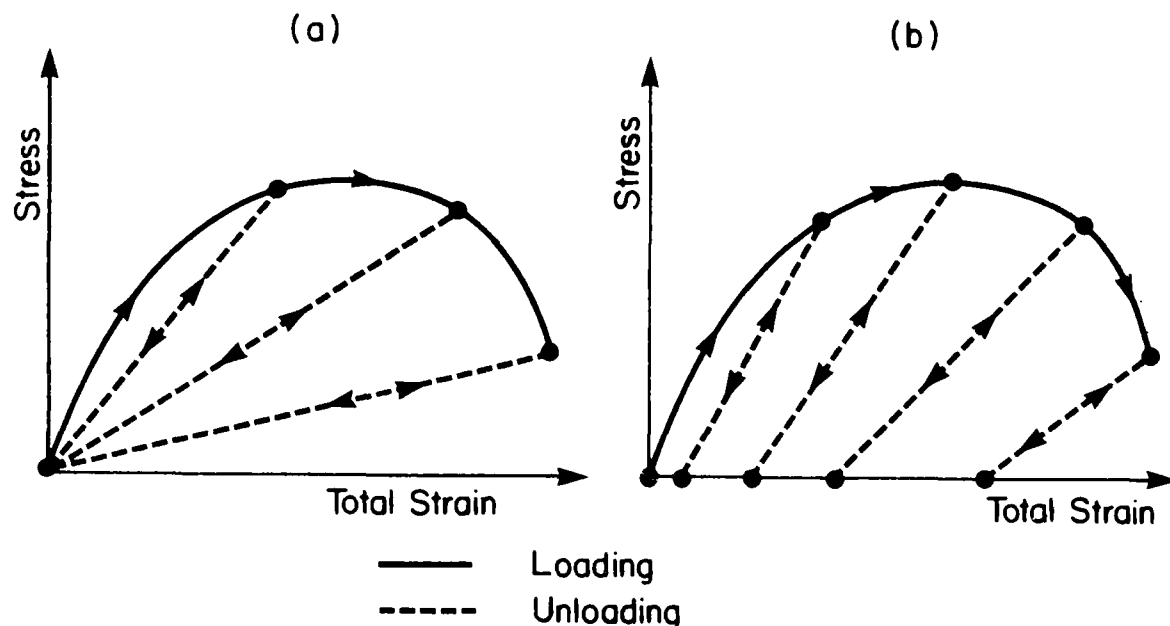 (a)
Stress
Total Strain
(b)
Stress
Total Strain
Loading
Unloading